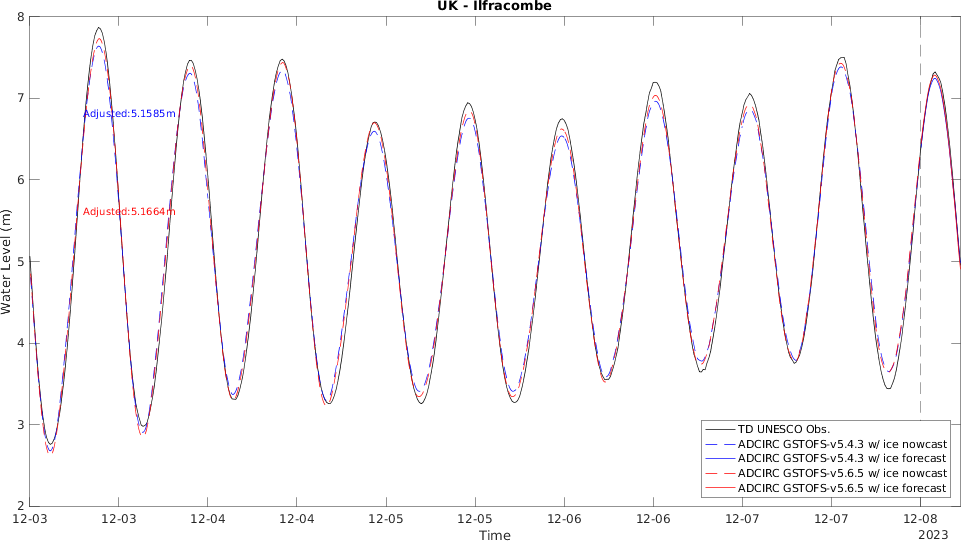 UK - Ilfracombe
8
7
6
5
4
3
2
Water Level (m)
Adjusted:5.1585m
Adjusted:5.1664m
TD UNESCO Obs.
ADCIRC GSTOFS-v5.4.3 w/ ice nowcast
ADCIRC GSTOFS-v5.4.3 w/ ice forecast
ADCIRC GSTOFS-v5.6.5 w/ ice nowcast
ADCIRC GSTOFS-v5.6.5 w/ ice forecast
12-03 12-03 12-04 12-04 12-05 12-05 12-06 12-06 12-07 12-07 12-08
Time
2023